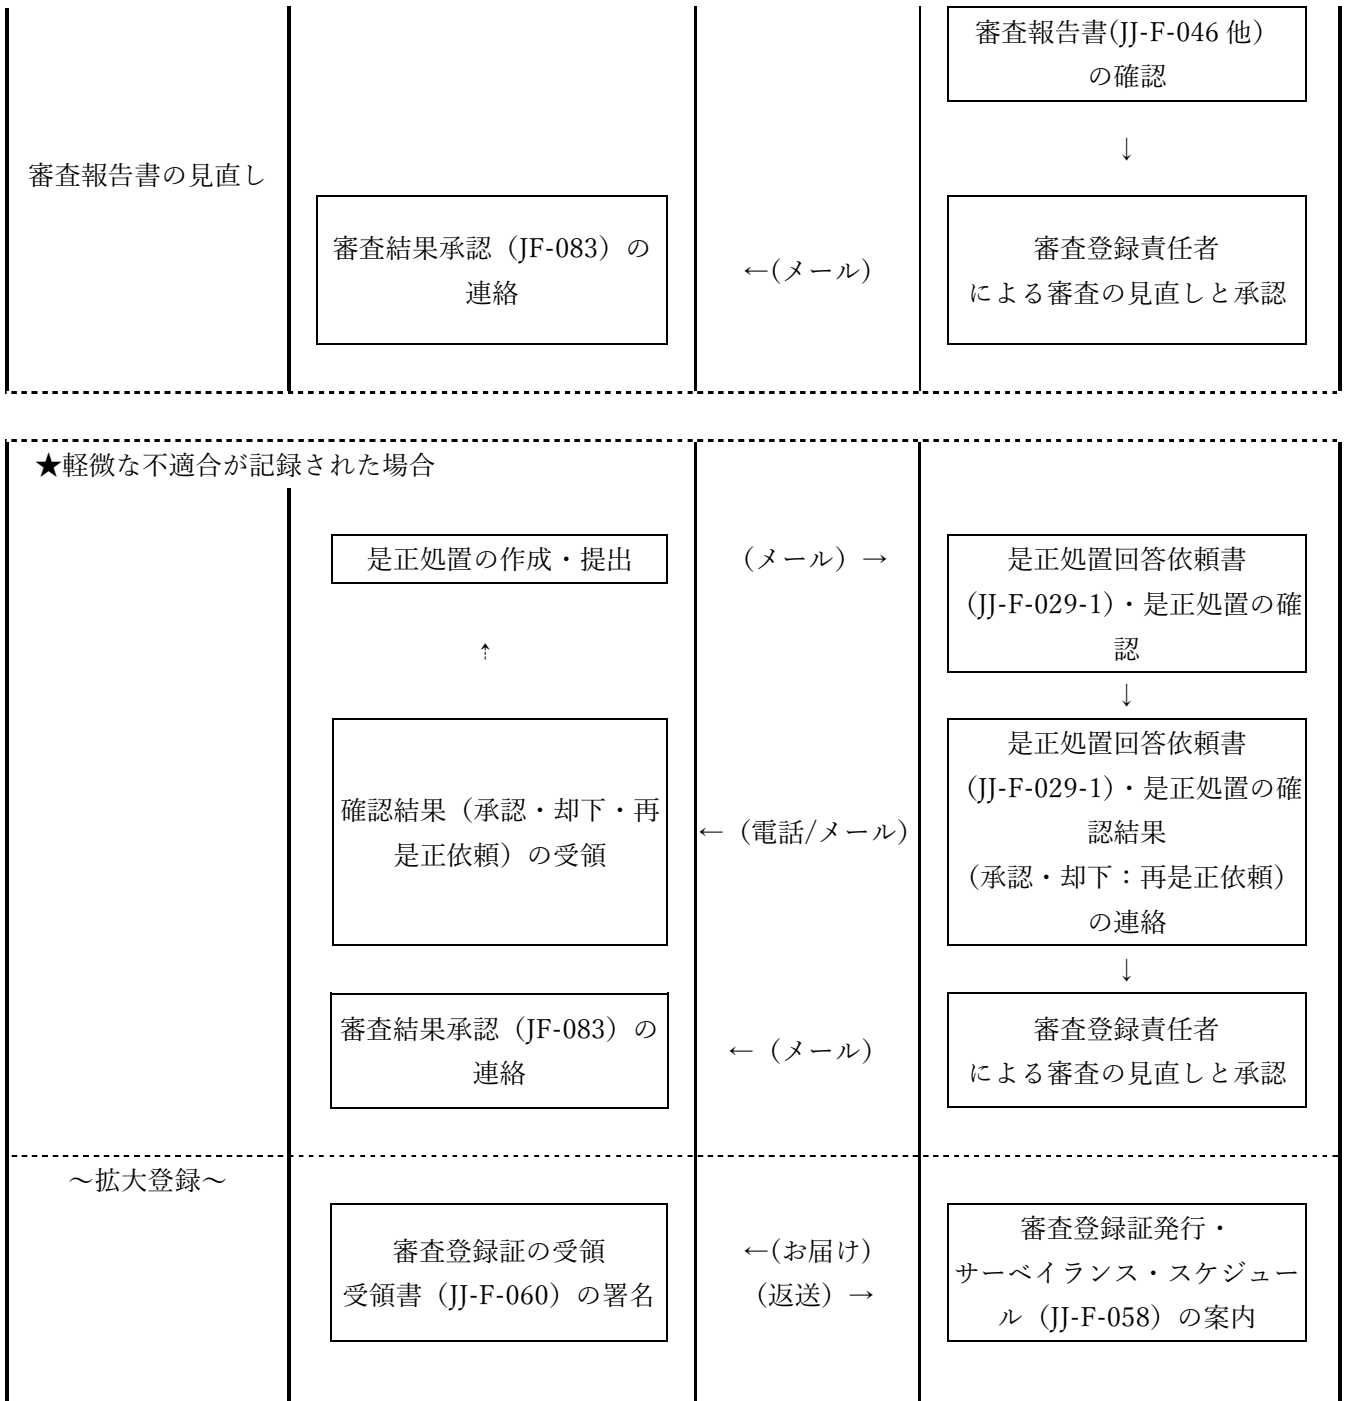 審査報告書(JJ-F-046 他)
の確認
↓
審査報告書の見直し
審査結果承認（JF-083）の
連絡
←(メール)
審査登録責任者
による審査の見直しと承認
★軽微な不適合が記録された場合
是正処置の作成・提出
（メール）→
是正処置回答依頼書
(JJ-F-029-1)・是正処置の確
認
⇡
↓
確認結果（承認・却下・再
是正依頼）の受領
←（電話/メール）
是正処置回答依頼書
(JJ-F-029-1)・是正処置の確
認結果
（承認・却下：再是正依頼）
の連絡
↓
審査結果承認（JF-083）の
連絡
←（メール）
審査登録責任者
による審査の見直しと承認
～拡大登録～
審査登録証の受領
受領書（JJ-F-060）の署名
←(お届け)
（返送）→
審査登録証発行・
サーベイランス・スケジュー
ル（JJ-F-058）の案内